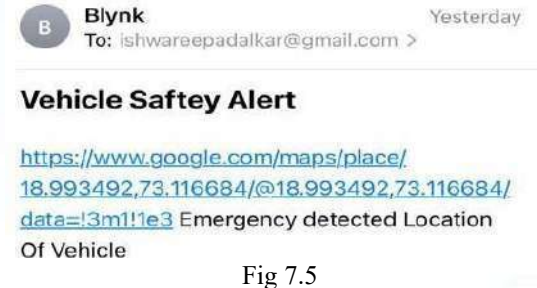 B
Blynk Yesterday
To: ishwareepadalkar@gmail.com >
Vehicle Saftey Alert
https://www.google.com/maps/place/
18.993492,73.116684/@18.993492,73.116684/
data=!3m1!1e3 Emergency detected Location
Of Vehicle
Fig 7.5